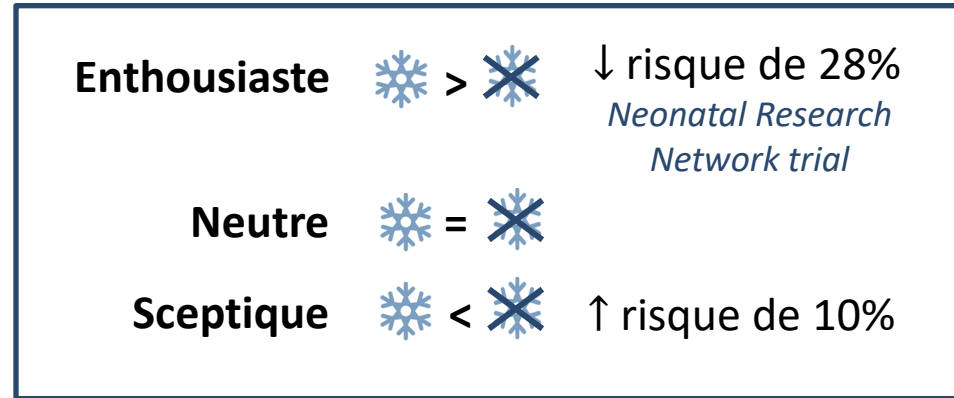 Enthousiaste > ↓ risque de 28%
Neonatal Research
Network trial
Neutre =
Sceptique < ↑ risque de 10%